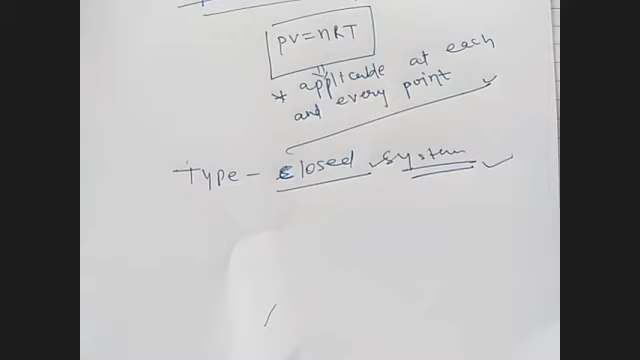 PV=nRT
* applicable at each
and every point
Type - closed system